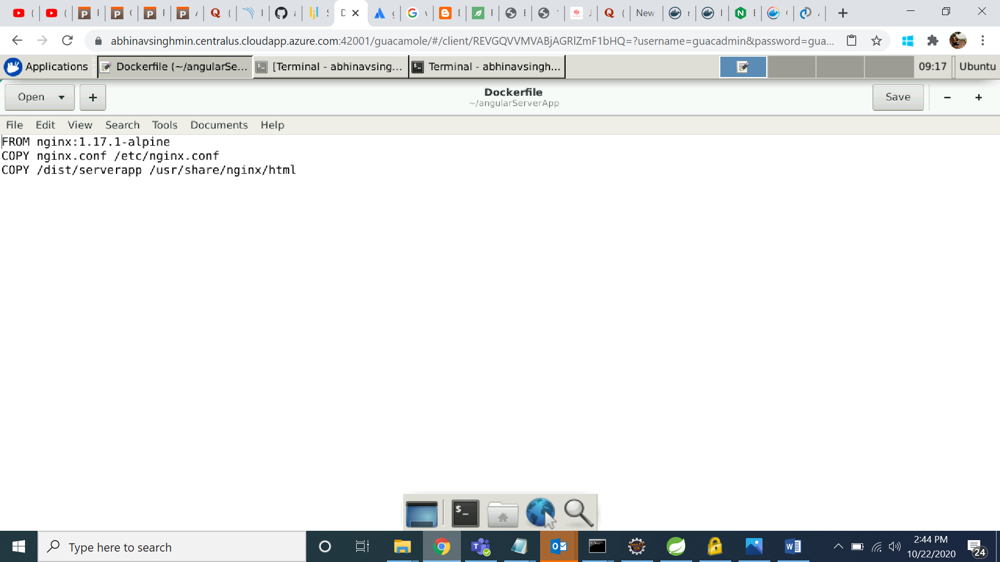 New
abhinavsinghmin.centralus.cloudapp.azure.com:42001/guacamole/#/client/REVGQVVMVABjAGRlZmF1bHQ=?username=guacadmin&password=gua...
Applications
Dockerfile (~/angularSe...
[Terminal - abhinavsing...
Terminal - abhinavsingh...
09:17
Ubuntu
Open
Dockerfile
~/angularServerApp
Save
File Edit View Search Tools Documents Help
FROM nginx:1.17.1-alpine
COPY nginx.conf /etc/nginx.conf
COPY /dist/serverapp /usr/share/nginx/html
Type here to search
2:44 PM
10/22/2020
24